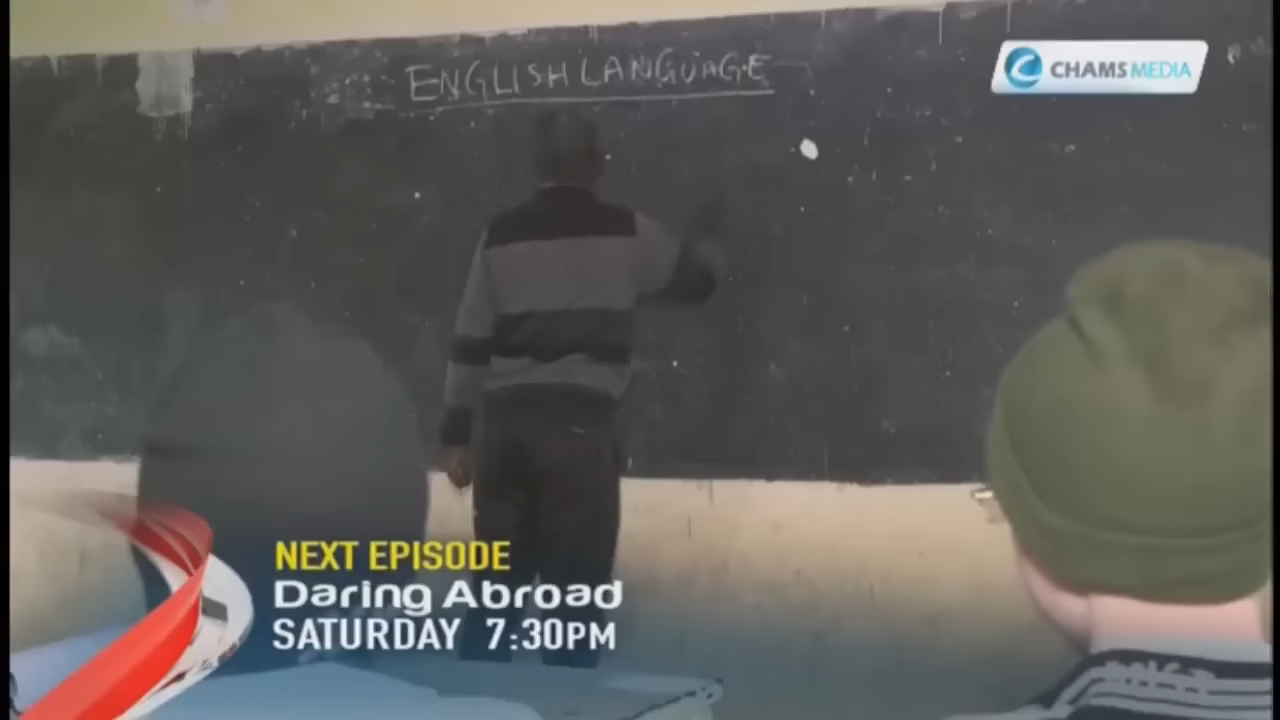 ENGLISH LANGUAGE
CHAMS MEDIA
NEXT EPISODE
Daring Abroad
SATURDAY 7:30PM